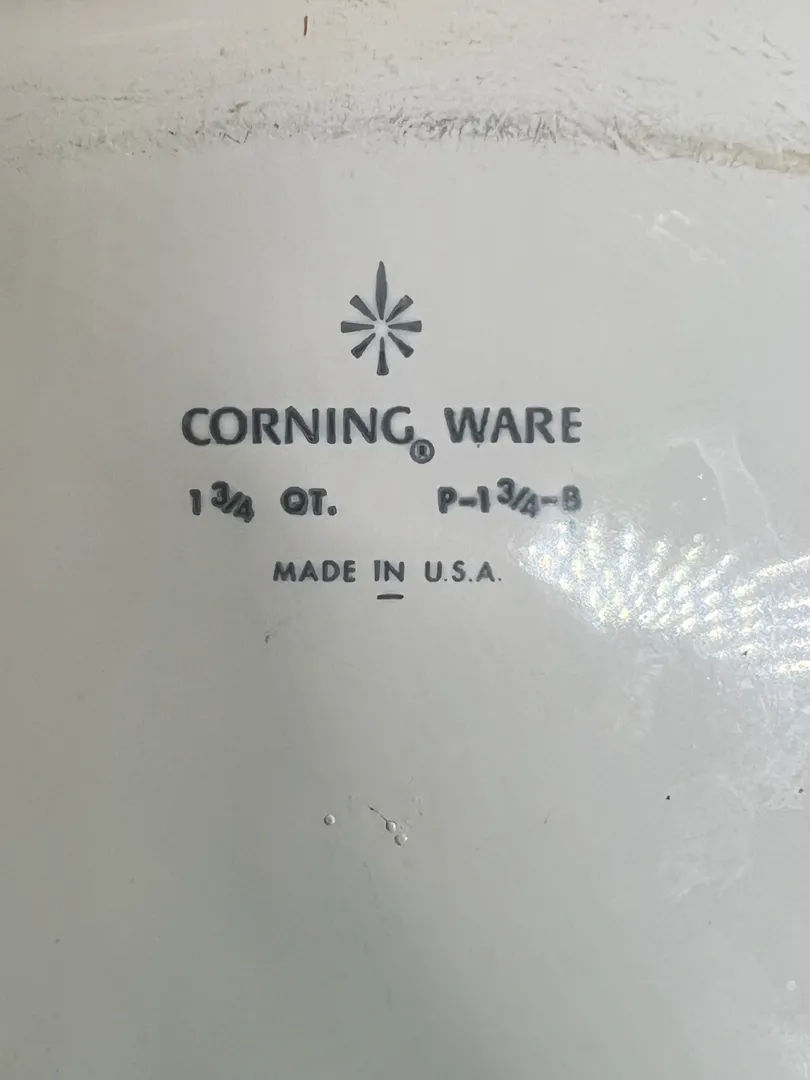 CORNING® WARE
1 3/4 QT. P-1 3/4-B
MADE IN U.S.A.